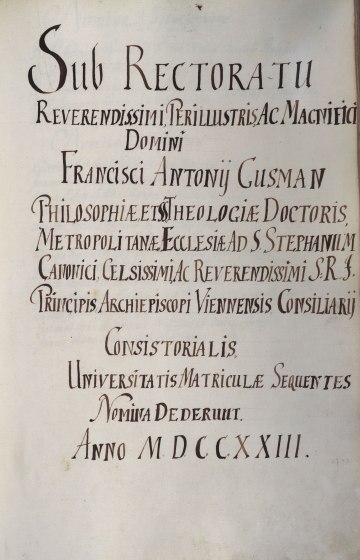 Sub Rectoratu
Reverendissimi, Perillustris, Ac Magnifici
Domini
Francisci Antonij Gusman
Philosophiæ et SS Theologiæ Doctoris,
Metropolitanæ Ecclesiæ Ad S Stephanum
Canonici, Celsissimi, Ac Reverendissimi S. R. J.
Principis Archiepiscopi Viennensis Consiliarij
Consistorialis,
Universitatis Matriculæ Sequentes
Nomina Dederunt.
Anno M D C C X X I I I.